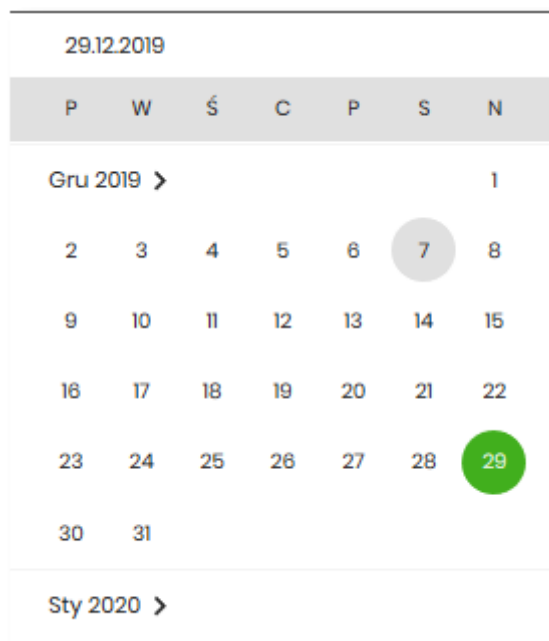 29.12.2019
P W Ś C P S N
Gru 2019 1
2 3 4 5 6 7 8
9 10 11 12 13 14 15
16 17 18 19 20 21 22
23 24 25 26 27 28 29
30 31
Sty 2020